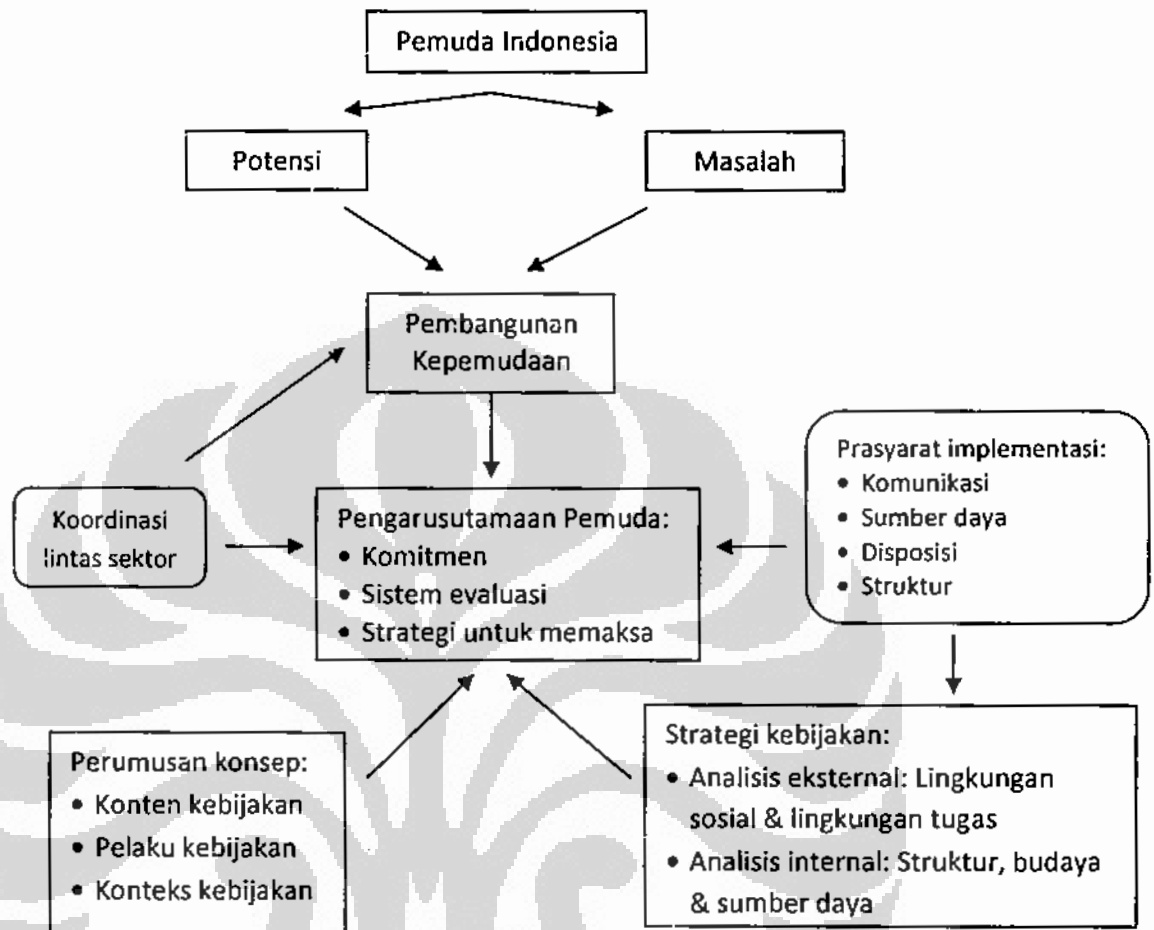 Pemuda Indonesia
Potensi
Masalah
Pembangunan
Kepemudaan
Koordinasi
lintas sektor
Pengarusutamaan Pemuda:
• Komitmen
• Sistem evaluasi
• Strategi untuk memaksa
Prasyarat implementasi:
• Komunikasi
• Sumber daya
• Disposisi
• Struktur
Perumusan konsep:
• Konten kebijakan
• Pelaku kebijakan
• Konteks kebijakan
Strategi kebijakan:
• Analisis eksternal: Lingkungan
sosial & lingkungan tugas
• Analisis internal: Struktur, budaya
& sumber daya